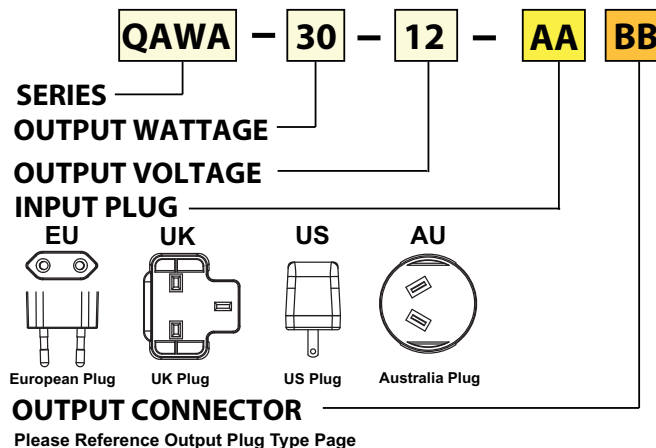 QAWA – 30 – 12 – AA BB
SERIES
OUTPUT WATTAGE
OUTPUT VOLTAGE
INPUT PLUG
EU UK US AU
European Plug UK Plug US Plug Australia Plug
OUTPUT CONNECTOR
Please Reference Output Plug Type Page